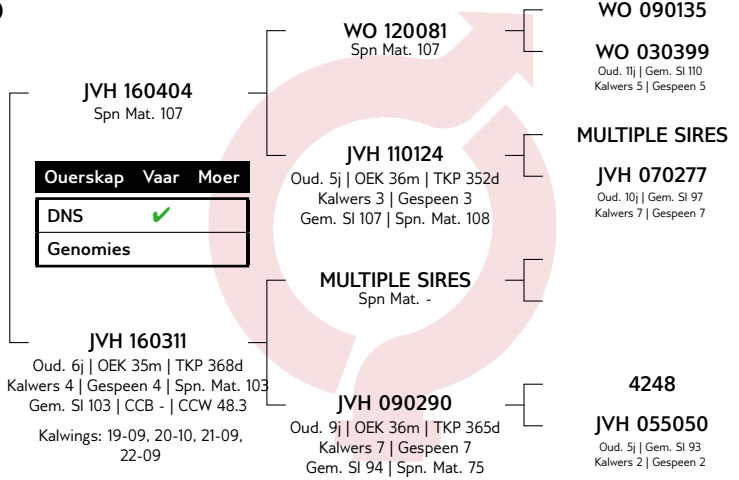 WO 090135
WO 120081
Spn Mat. 107
WO 030399
Oud. 11j | Gem. SI 110
Kalwers 5 | Gespeen 5
JVH 160404
Spn Mat. 107
MULTIPLE SIRES
JVH 110124
Oud. 5j | OEK 36m | TKP 352d
Kalwers 3 | Gespeen 3
Gem. SI 107 | Spn. Mat. 108
JVH 070277
Oud. 10j | Gem. SI 97
Kalwers 7 | Gespeen 7
Ouerskap Vaar Moer
DNS ✔
Genomies
MULTIPLE SIRES
Spn Mat. -
JVH 160311
Oud. 6j | OEK 35m | TKP 368d
Kalwers 4 | Gespeen 4 | Spn. Mat. 103
Gem. SI 103 | CCB - | CCW 48.3
Kalwings: 19-09, 20-10, 21-09,
22-09
4248
JVH 090290
Oud. 9j | OEK 36m | TKP 365d
Kalwers 7 | Gespeen 7
Gem. SI 94 | Spn. Mat. 75
JVH 055050
Oud. 5j | Gem. SI 93
Kalwers 2 | Gespeen 2